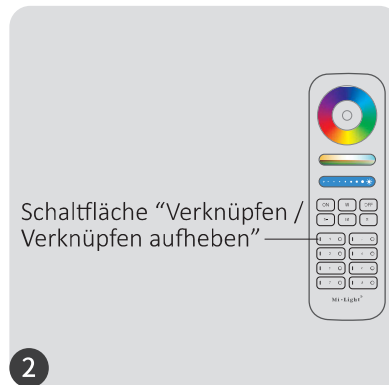 Schaltfläche “Verknüpfen /
Verknüpfen aufheben”
ON W OFF
Mi-Light®
2